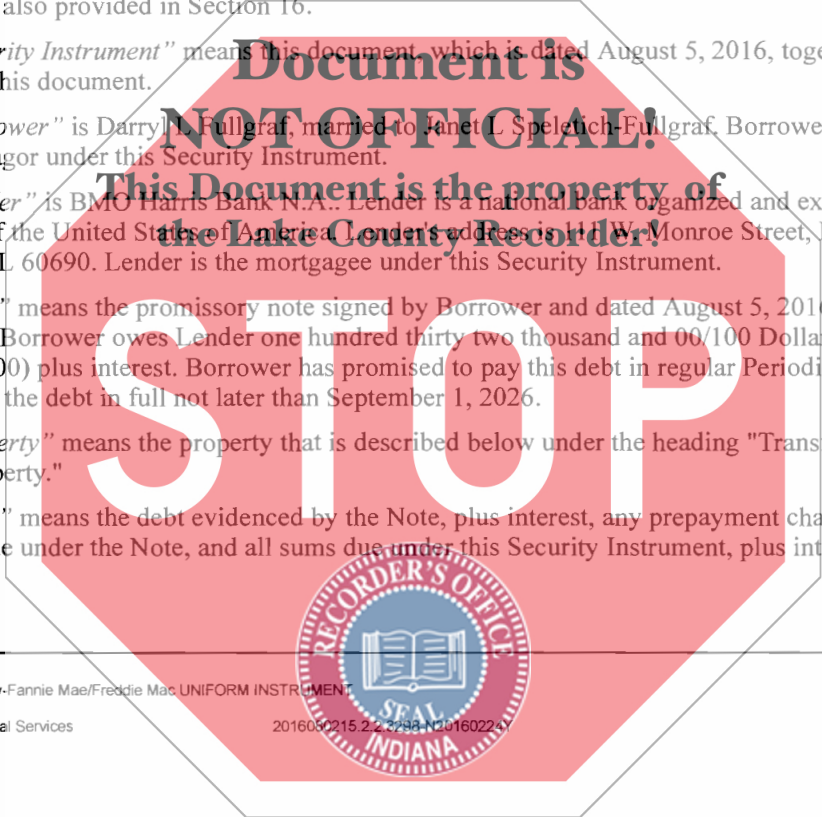 also provided in Section 16.
rity Instrument” means this document, which is dated August 5, 2016, toge
his document.
ower” is Darryl L Fullgraf, married to Janet L Speletich-Fullgraf. Borrowe
gor under this Security Instrument.
er” is BMO Harris Bank N.A.. Lender is a national bank organized and ex
f the United States of America. Lender's address is 111 W. Monroe Street,
L 60690. Lender is the mortgagee under this Security Instrument.
” means the promissory note signed by Borrower and dated August 5, 201
Borrower owes Lender one hundred thirty two thousand and 00/100 Dolla
00) plus interest. Borrower has promised to pay this debt in regular Periodi
the debt in full not later than September 1, 2026.
erty” means the property that is described below under the heading "Trans
perty."
” means the debt evidenced by the Note, plus interest, any prepayment cha
e under the Note, and all sums due under this Security Instrument, plus int
-Fannie Mae/Freddie Mac UNIFORM INSTRUMENT
al Services
Document is
NOT OFFICIAL!
This Document is the property of
the Lake County Recorder!
STOP
RECORDER'S OFFICE
SEAL
INDIANA